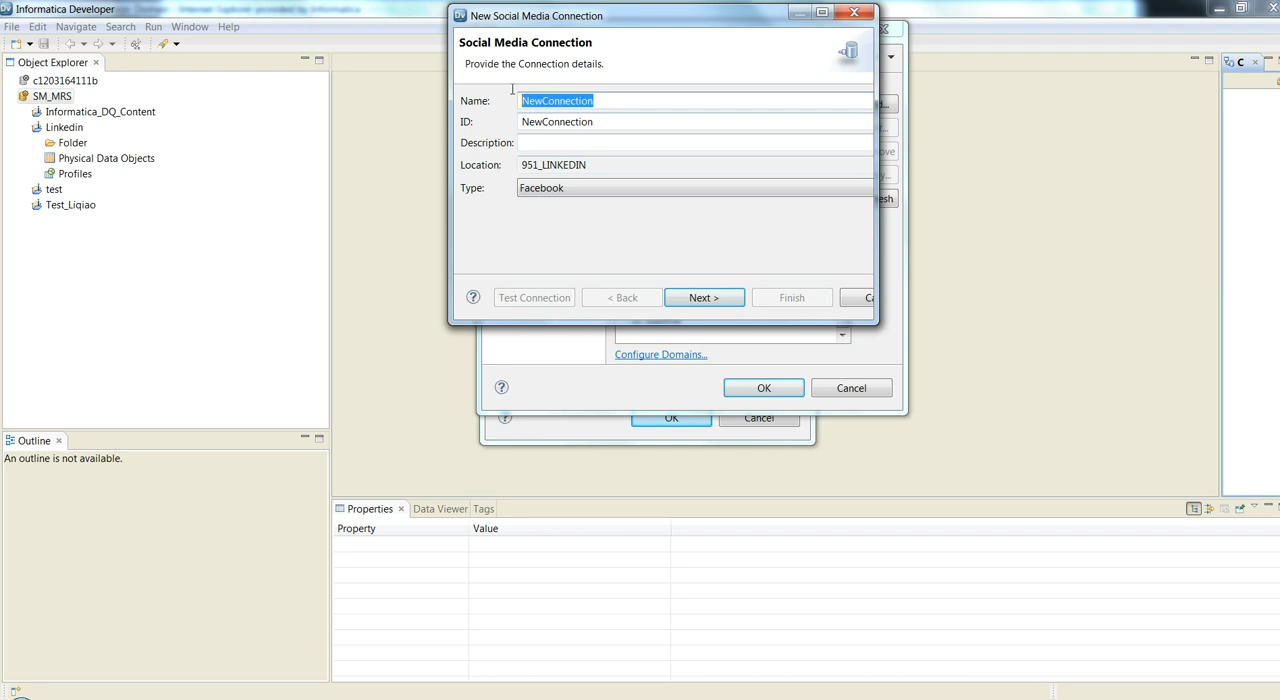 Informatica Developer
New Social Media Connection
File Edit Navigate Search Run Window Help
Social Media Connection
Provide the Connection details.
Object Explorer
c1203164111b
SM_MRS
Informatica_DQ_Content
Linkedin
Folder
Physical Data Objects
Profiles
test
Test_Liqiao
Name: NewConnection
ID: NewConnection
Description:
Location: 951_LINKEDIN
Type: Facebook
Test Connection < Back Next > Finish Ca
Configure Domains...
OK Cancel
OK Cancel
C
Outline
An outline is not available.
Properties Data Viewer Tags
Property Value